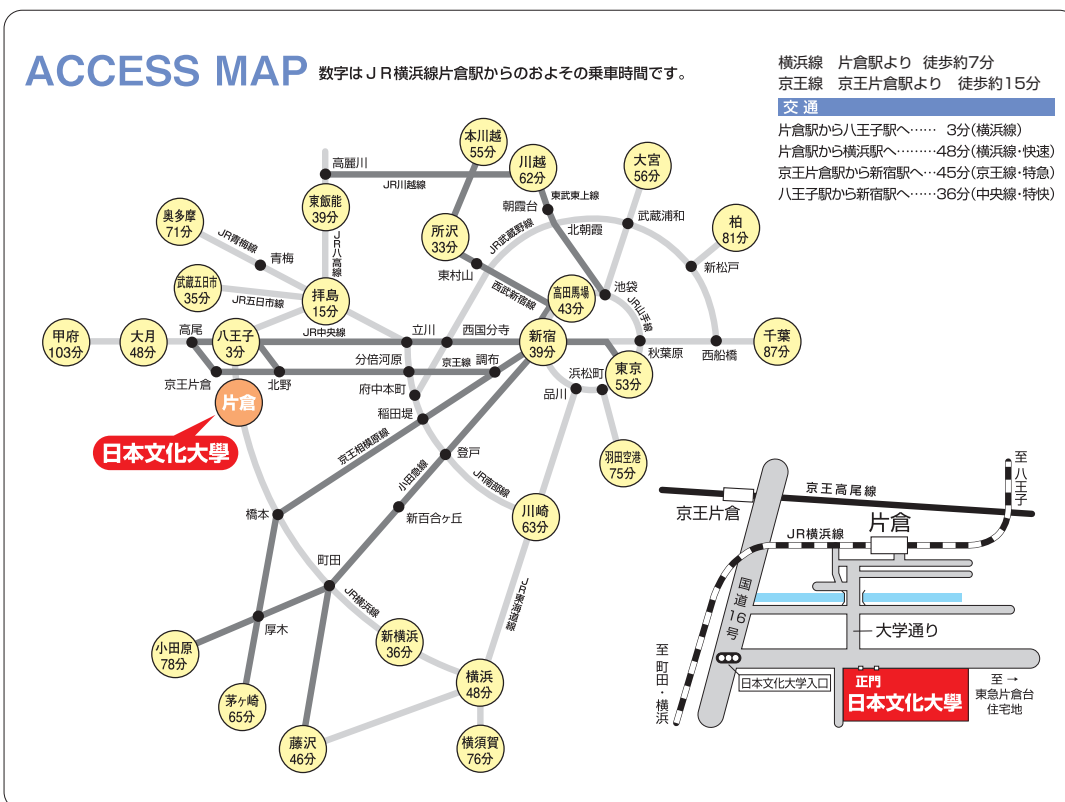 ACCESS MAP
数字はＪＲ横浜線片倉駅からのおよその乗車時間です。
横浜線　片倉駅より　徒歩約7分
京王線　京王片倉駅より　徒歩約15分
交通
片倉駅から八王子駅へ…… 3分(横浜線)
片倉駅から横浜駅へ………48分(横浜線・快速)
京王片倉駅から新宿駅へ…45分(京王線・特急)
八王子駅から新宿駅へ……36分(中央線・特快)
本川越
55分
高麗川
JR川越線
川越
62分
大宮
56分
東飯能
39分
朝霞台
東武東上線
奥多摩
71分
JR青梅線
青梅
JR八高線
所沢
33分
JR武蔵野線
北朝霞
武蔵浦和
柏
81分
新松戸
東村山
西武新宿線
武蔵五日市
35分
JR五日市線
拝島
15分
高田馬場
43分
池袋
JR山手線
甲府
103分
大月
48分
高尾
八王子
3分
JR中央線
立川
西国分寺
新宿
39分
秋葉原
西船橋
千葉
87分
京王片倉
北野
分倍河原
京王線
調布
浜松町
東京
53分
府中本町
品川
片倉
日本文化大學
稲田堤
京王相模原線
登戸
小田急線
JR南部線
羽田空港
75分
橋本
新百合ヶ丘
川崎
63分
町田
JR横浜線
JR東海道線
厚木
小田原
78分
新横浜
36分
茅ヶ崎
65分
横浜
48分
藤沢
46分
横須賀
76分
至八王子
京王高尾線
京王片倉
片倉
JR横浜線
国道16号
大学通り
至町田・横浜
日本文化大学入口
正門
日本文化大學
至→
東急片倉台
住宅地